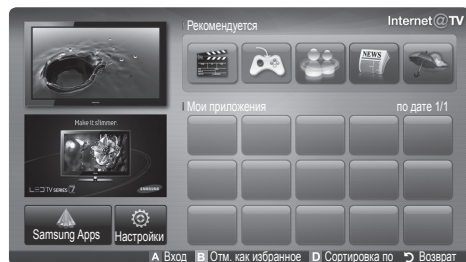 Internet@TV
Рекомендуется
NEWS
Мои приложения по дате 1/1
Make it slimmer.
LED TV SERIES 7 SAMSUNG
Samsung Apps Настройки
A Вход B Отм. как избранное D Сортировка по Возврат